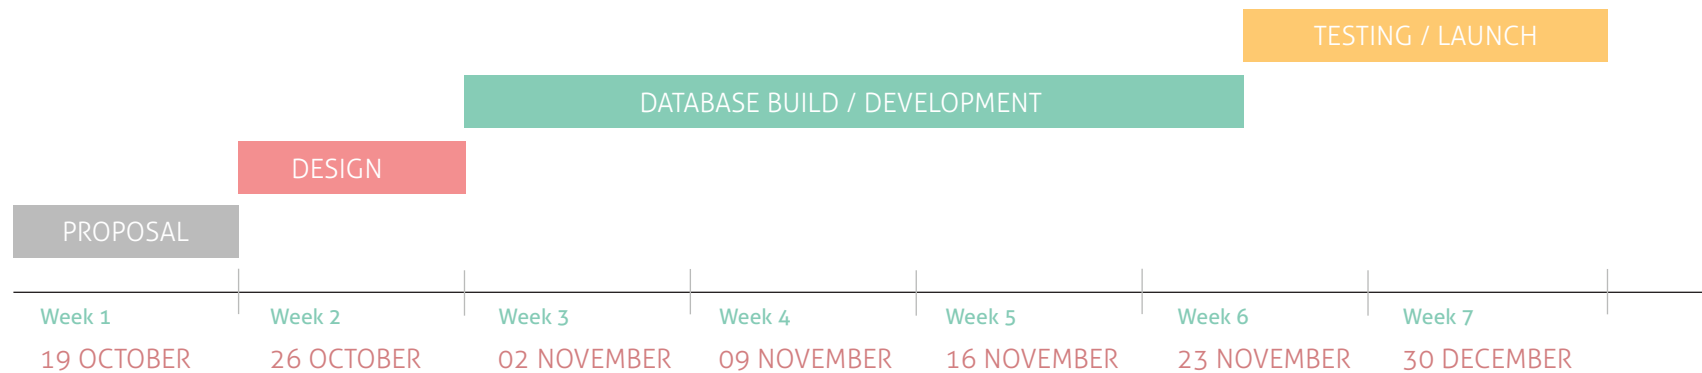 TESTING / LAUNCH
DATABASE BUILD / DEVELOPMENT
DESIGN
PROPOSAL
Week 1 Week 2 Week 3 Week 4 Week 5 Week 6 Week 7
19 OCTOBER 26 OCTOBER 02 NOVEMBER 09 NOVEMBER 16 NOVEMBER 23 NOVEMBER 30 DECEMBER